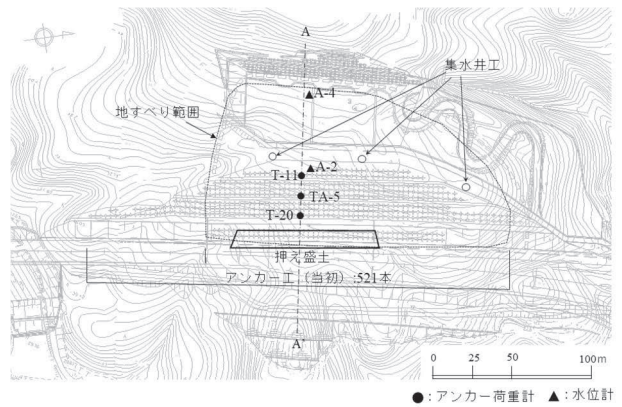 A
集水井工
▲A-4
地すべり範囲
▲A-2
T-11
TA-5
T-20
押え盛土
アンカー工（当初）:521本
A'
0 25 50 100m
●：アンカー荷重計 ▲：水位計